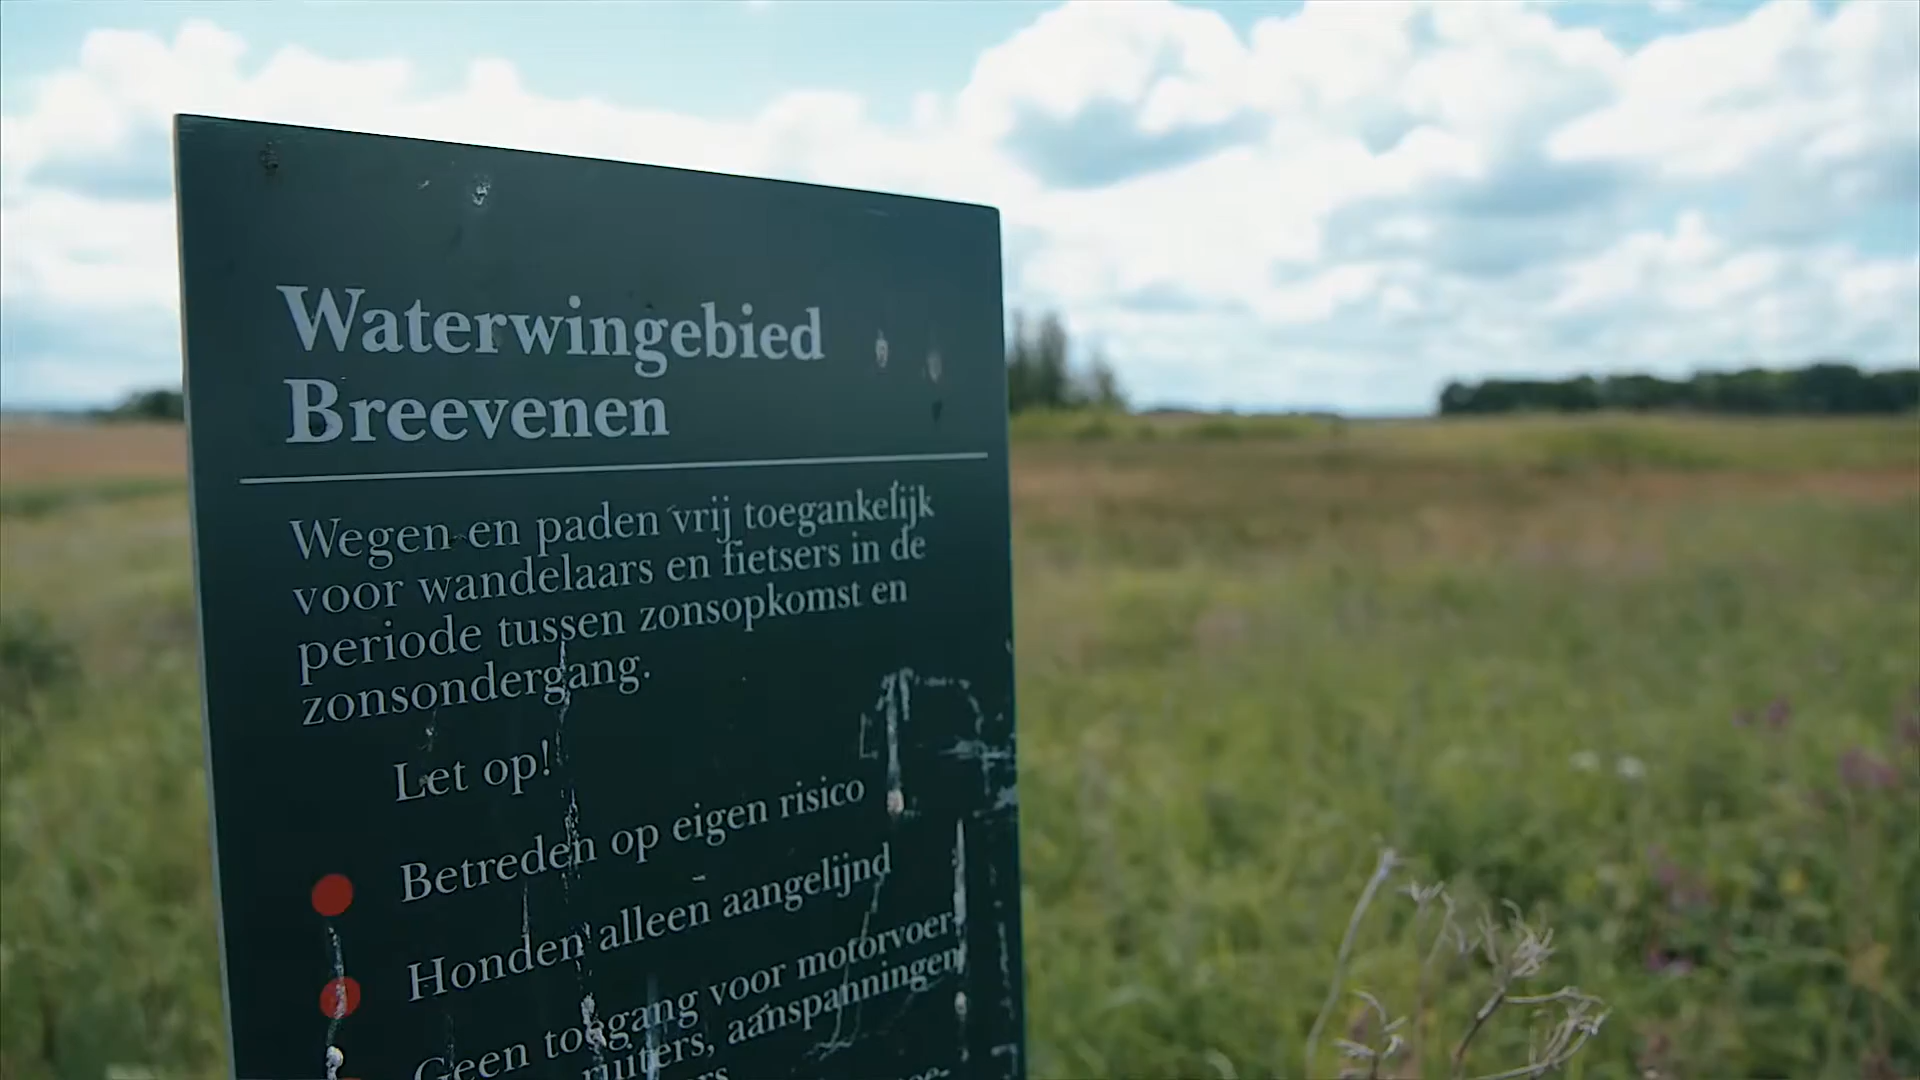 Waterwingebied
Breevenen
Wegen en paden vrij toegankelijk
voor wandelaars en fietsers in de
periode tussen zonsopkomst en
zonsondergang.
Let op!
Betreden op eigen risico
Honden alleen aangelijnd
Geen toegang voor motorvoer-
ruiters, aanspanningen